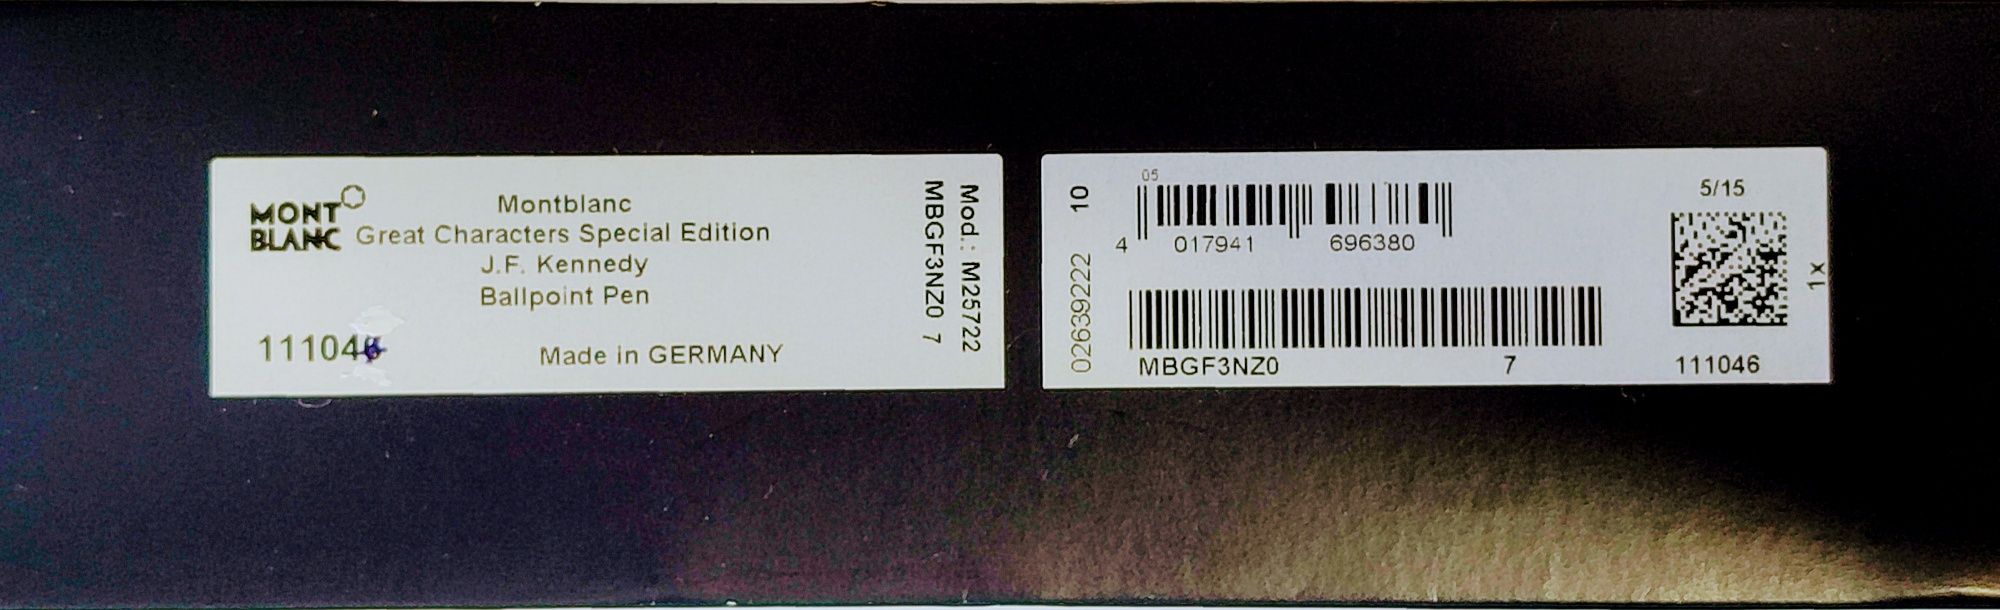 MONT
BLANC
Montblanc
Great Characters Special Edition
J.F. Kennedy
Ballpoint Pen
111046
Made in GERMANY
Mod.: M25722
MBGF3NZ0 7
02639222 10
05
4 017941 696380
MBGF3NZ0 7
5/15
1x
111046